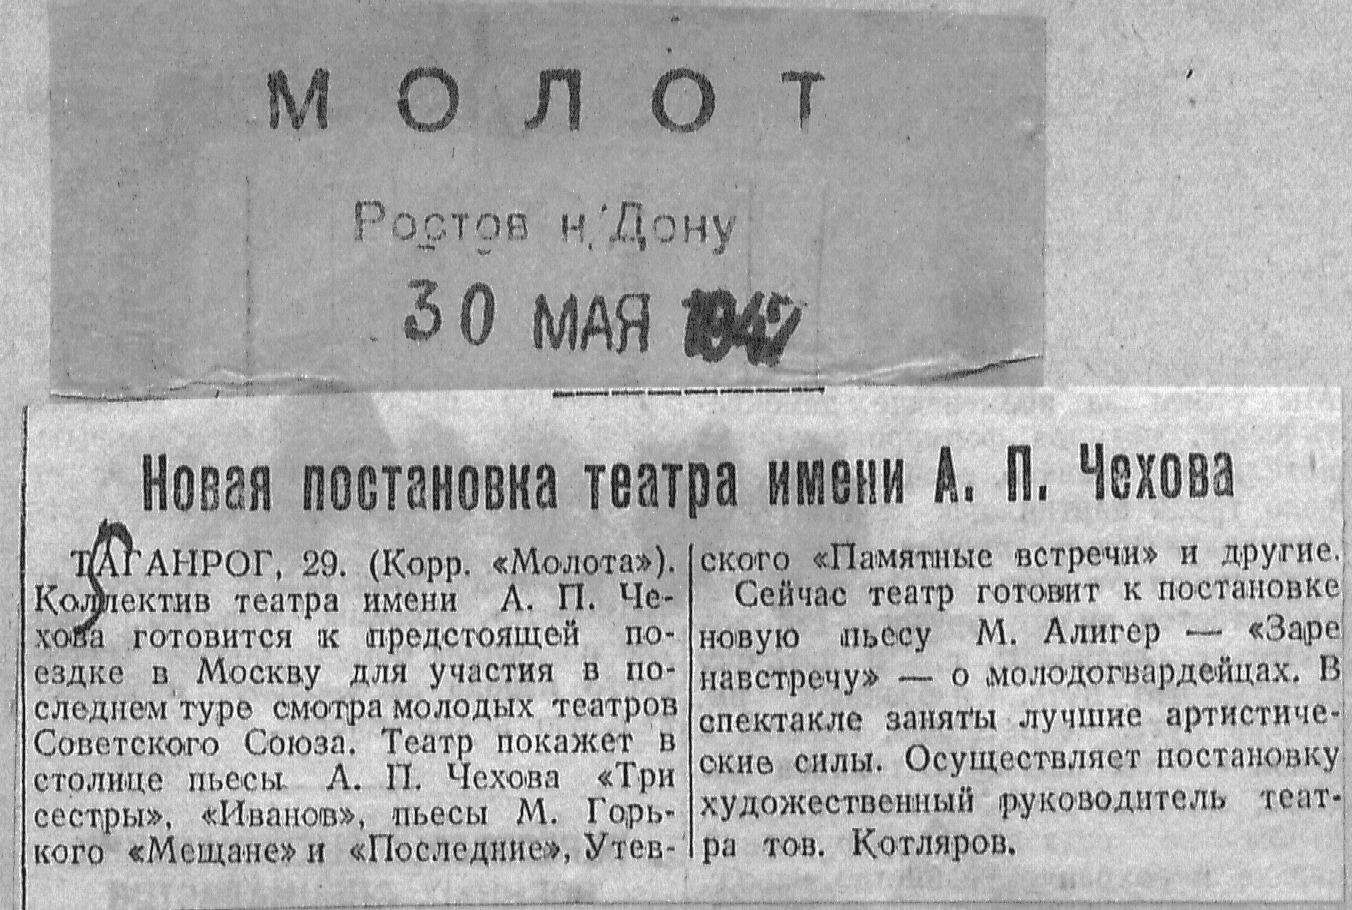 МОЛОТ
Ростов н/Дону
30 МАЯ 1947
Новая постановка театра имени А. П. Чехова
ТАГАНРОГ, 29. (Корр. «Молота»).
Коллектив театра имени А. П. Че-
хова готовится к предстоящей по-
ездке в Москву для участия в по-
следнем туре смотра молодых театров
Советского Союза. Театр покажет в
столице пьесы А. П. Чехова «Три
сестры», «Иванов», пьесы М. Горь-
кого «Мещане» и «Последние», Утев-
ского «Памятные встречи» и другие.
Сейчас театр готовит к постановке
новую пьесу М. Алигер — «Заре
навстречу» — о молодогвардейцах. В
спектакле заняты лучшие артистиче-
ские силы. Осуществляет постановку
художественный руководитель теат-
ра тов. Котляров.